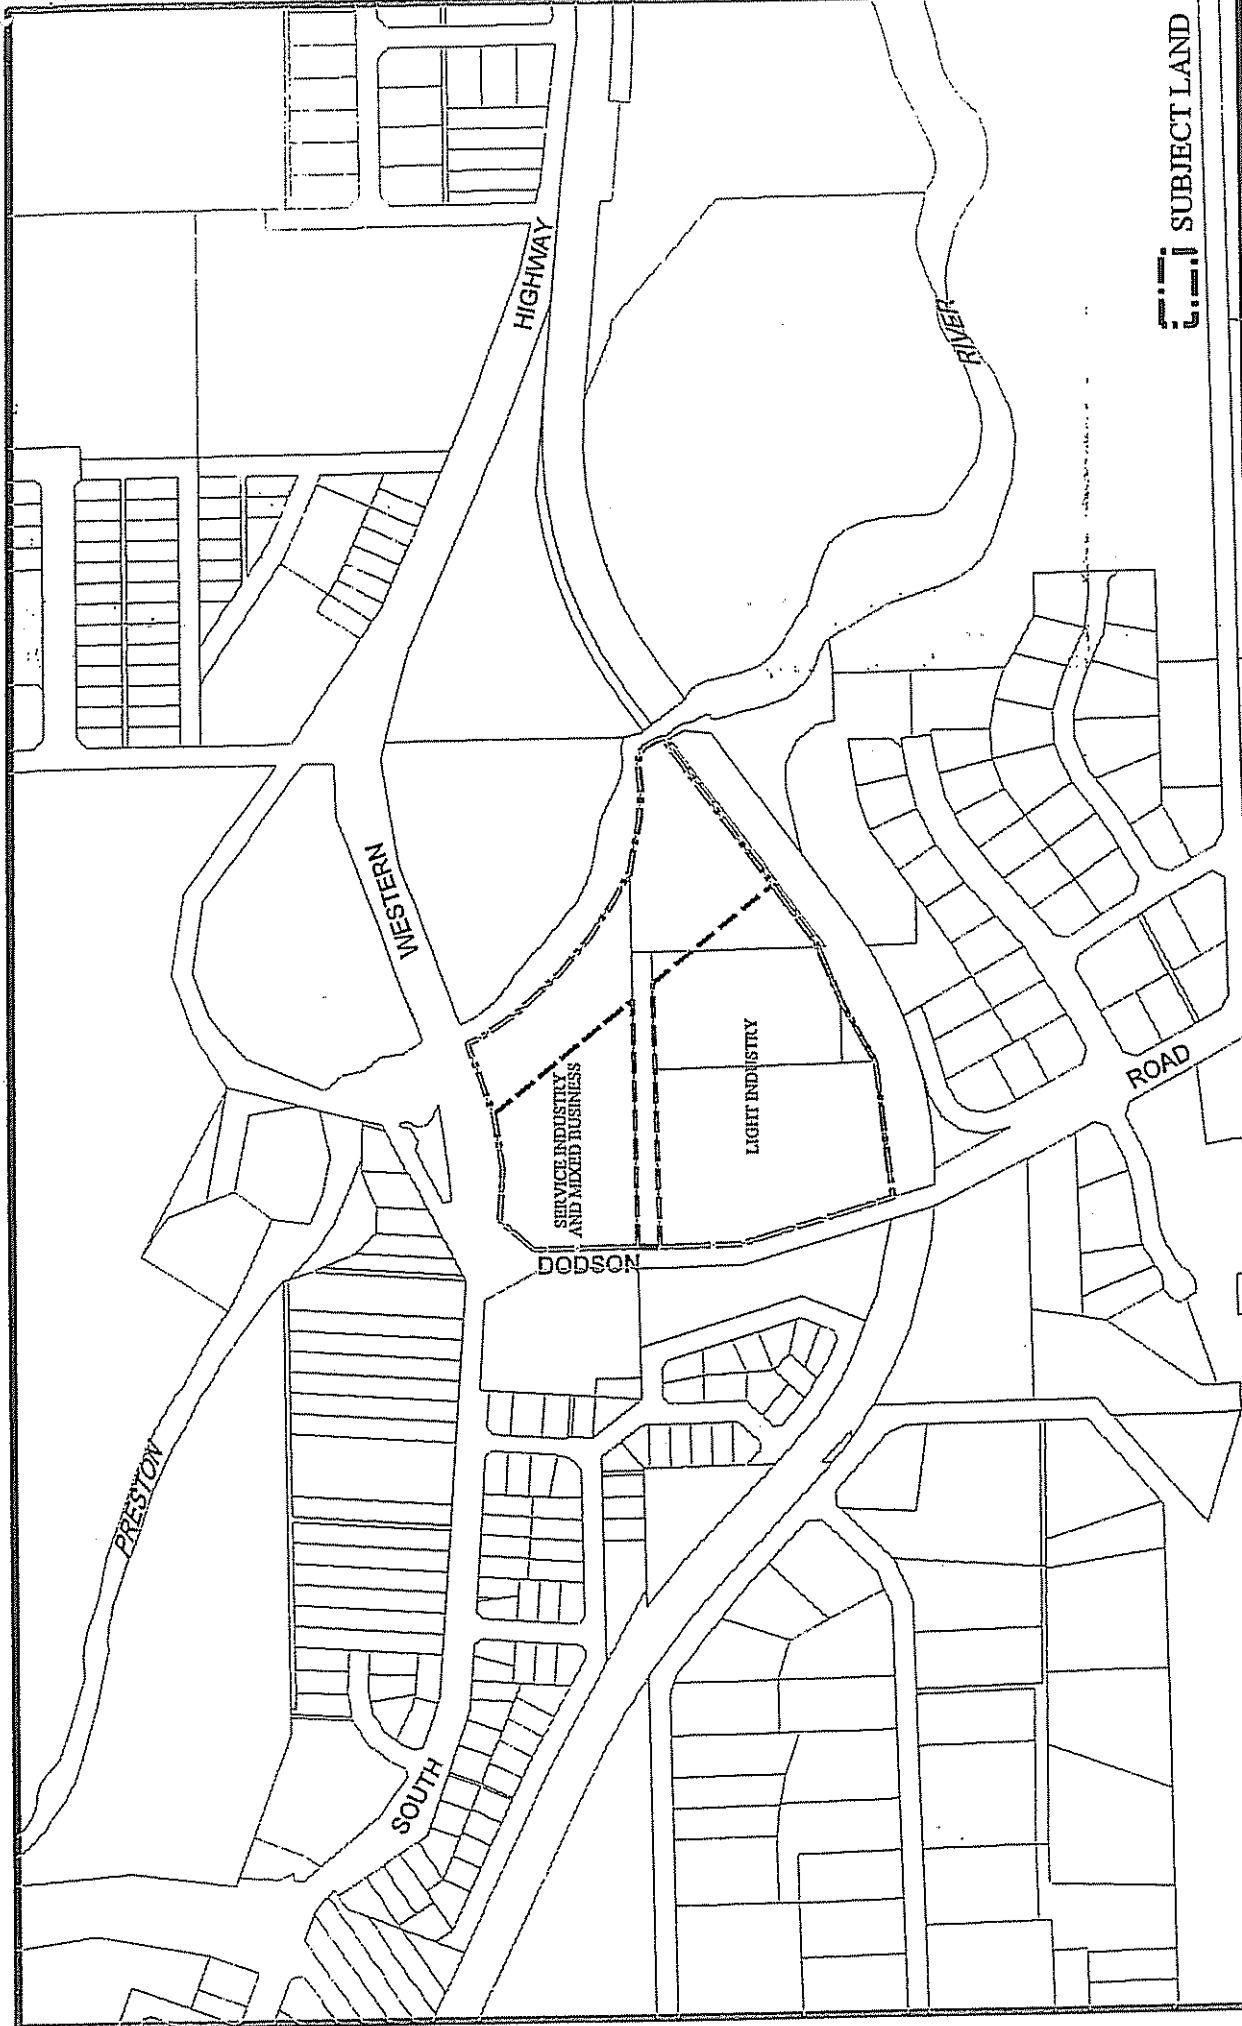 PRESTON
SOUTH
WESTERN
HIGHWAY
DODSON
ROAD
SERVICE INDUSTRY
AND MIXED BUSINESS
LIGHT INDUSTRY
RIVER
SUBJECT LAND